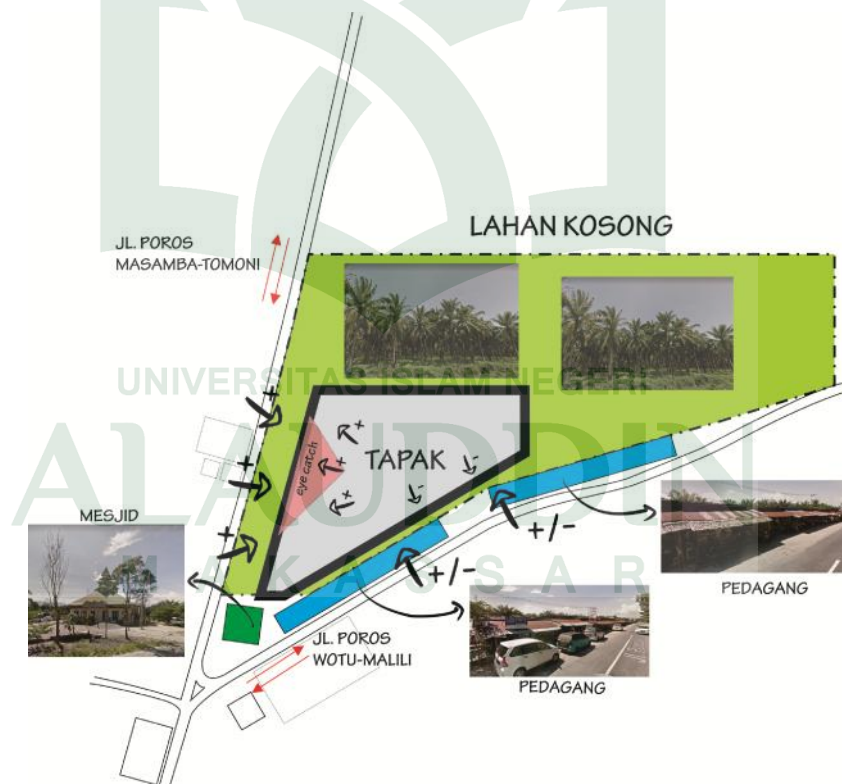 LAHAN KOSONG
JL. POROS
MASAMBA-TOMONI
UNIVERSITAS ISLAM NEGERI
+
eye catch
+
+
+
TAPAK
-
-
+
+
ALAUDDIN
MESJID
+
+/-
PEDAGANG
MAKASSAR
+/-
JL. POROS
WOTU-MALILI
PEDAGANG